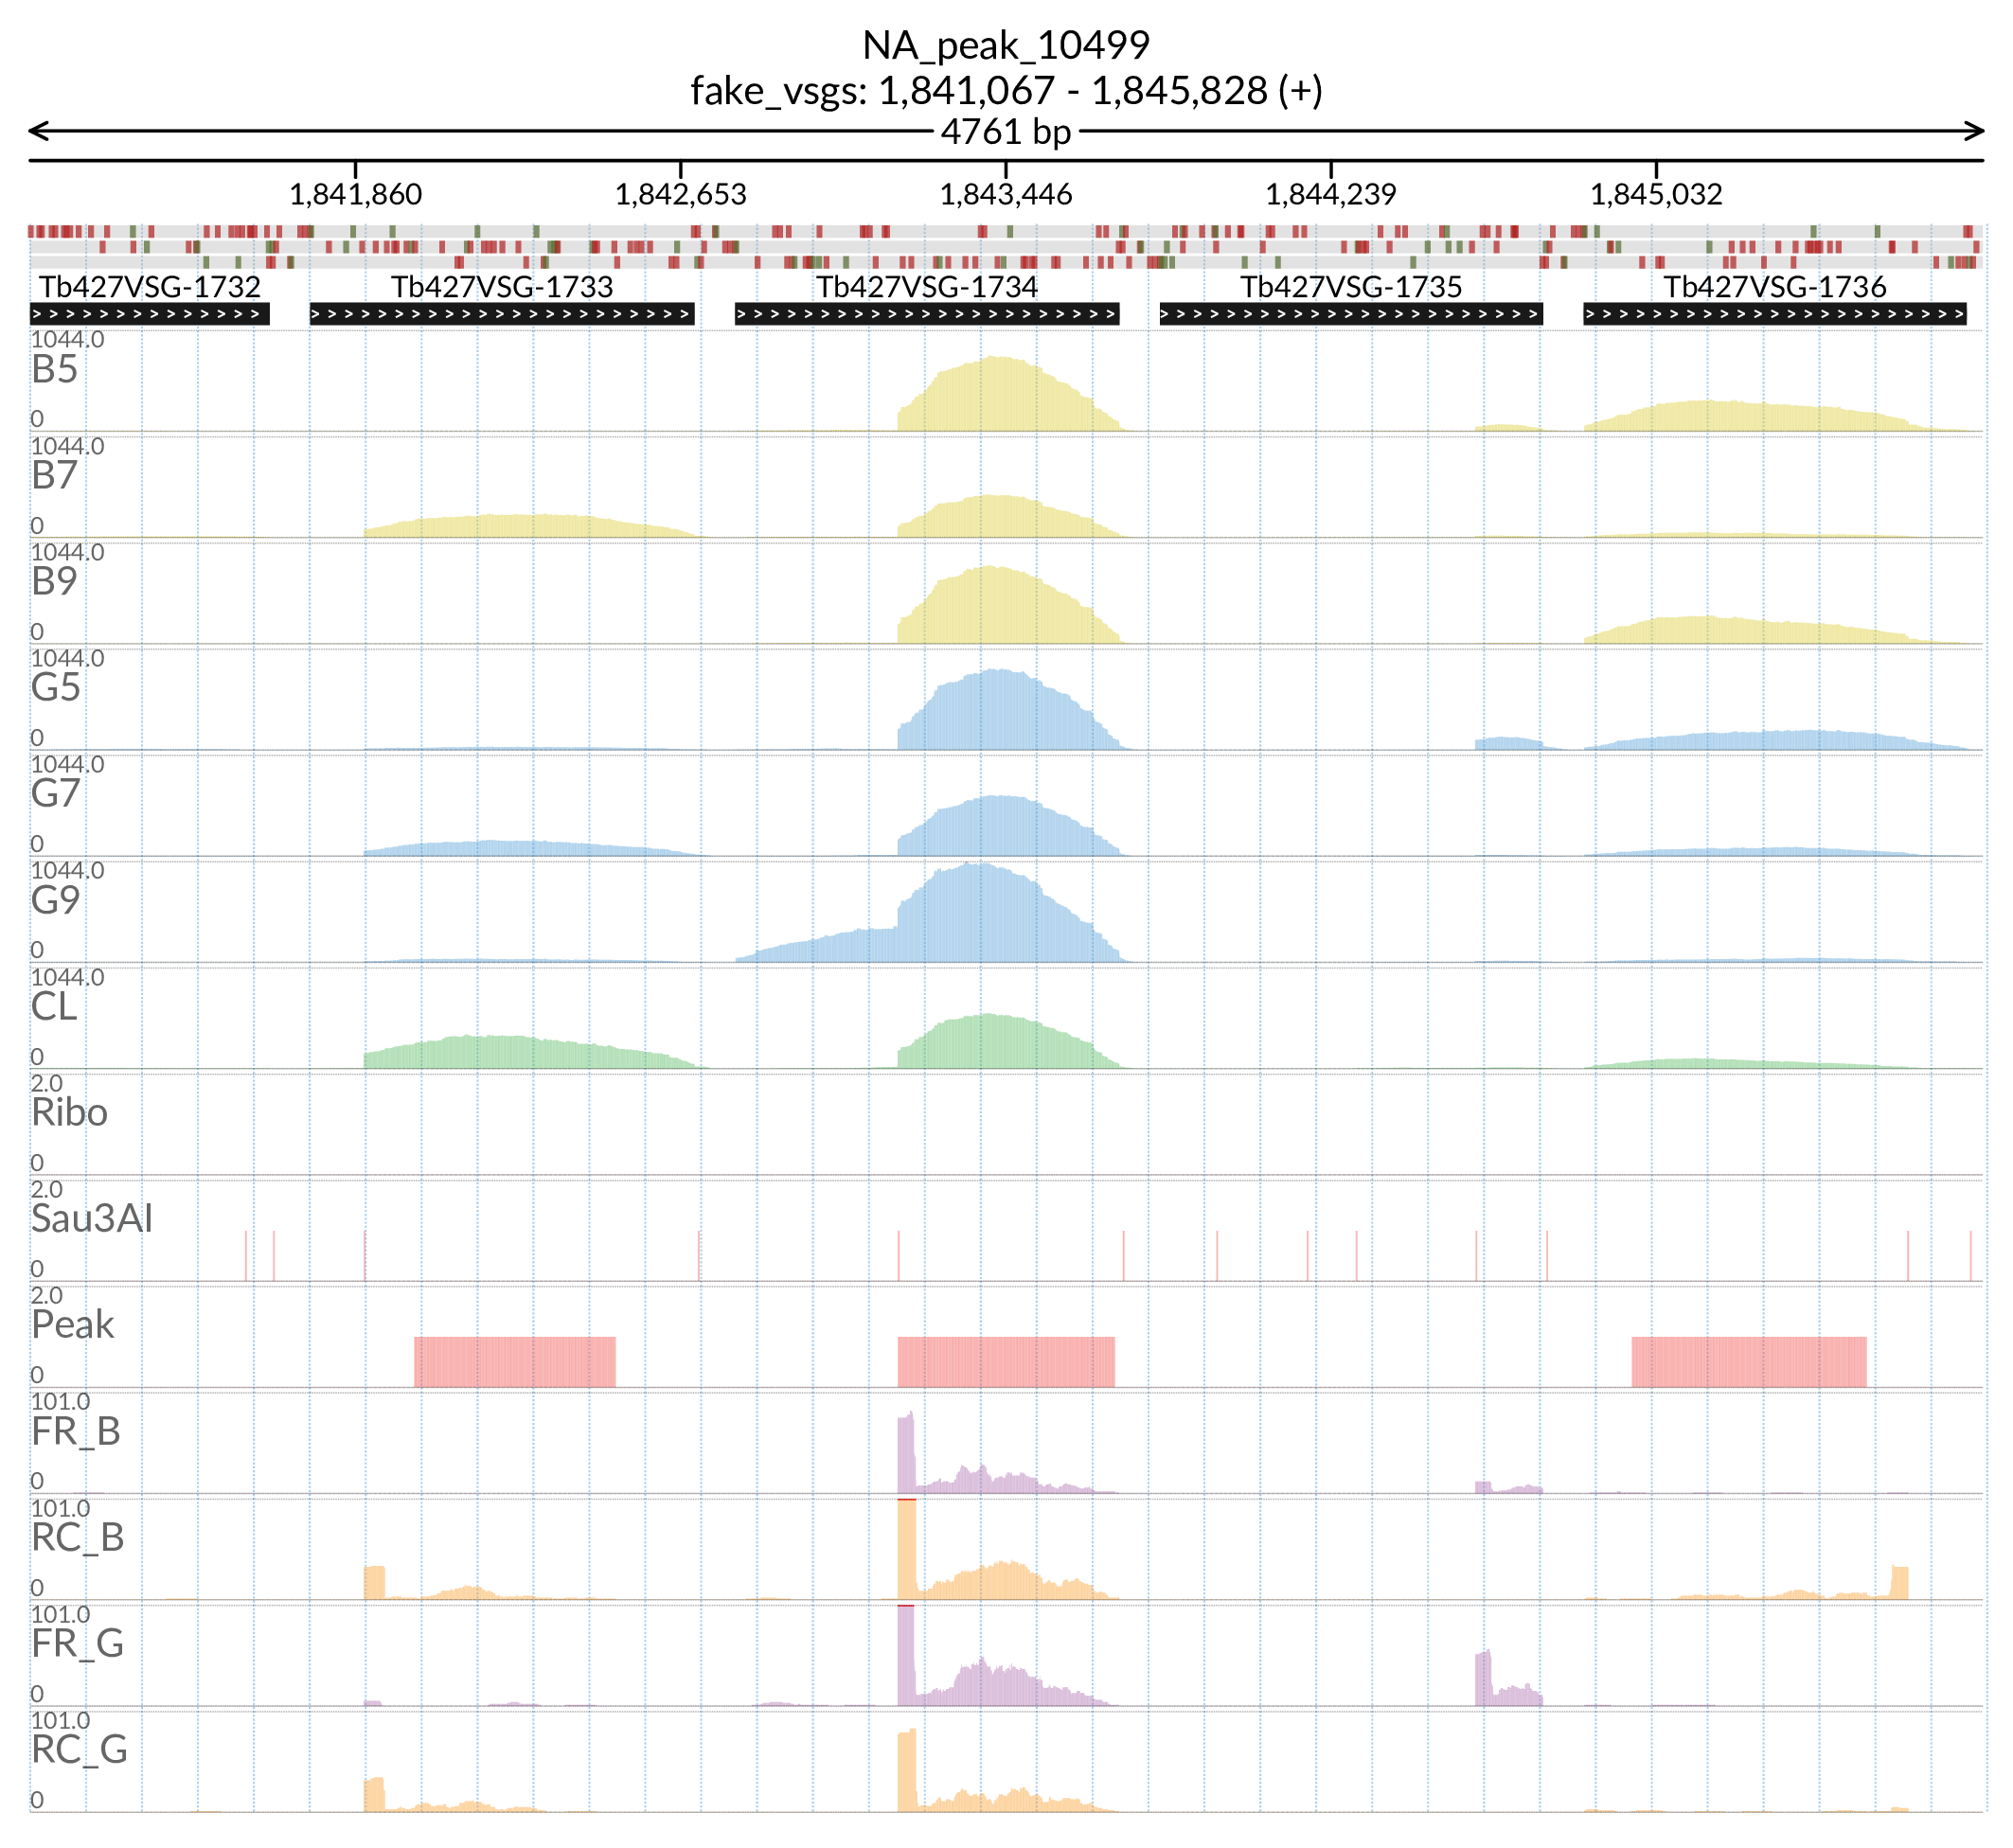 NA_peak_10499
fake_vsgs: 1,841,067 - 1,845,828 (+)
4761 bp
1,841,860 1,842,653 1,843,446 1,844,239 1,845,032
Tb427VSG-1732 Tb427VSG-1733 Tb427VSG-1734 Tb427VSG-1735 Tb427VSG-1736
1044.0
B5
0
1044.0
B7
0
1044.0
B9
0
1044.0
G5
0
1044.0
G7
0
1044.0
G9
0
1044.0
CL
0
2.0
Ribo
0
2.0
Sau3AI
0
2.0
Peak
0
101.0
FR_B
0
101.0
RC_B
0
101.0
FR_G
0
101.0
RC_G
0